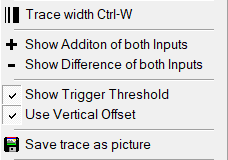 Trace width Ctrl-W
Show Additon of both Inputs
Show Difference of both Inputs
Show Trigger Threshold
Use Vertical Offset
Save trace as picture